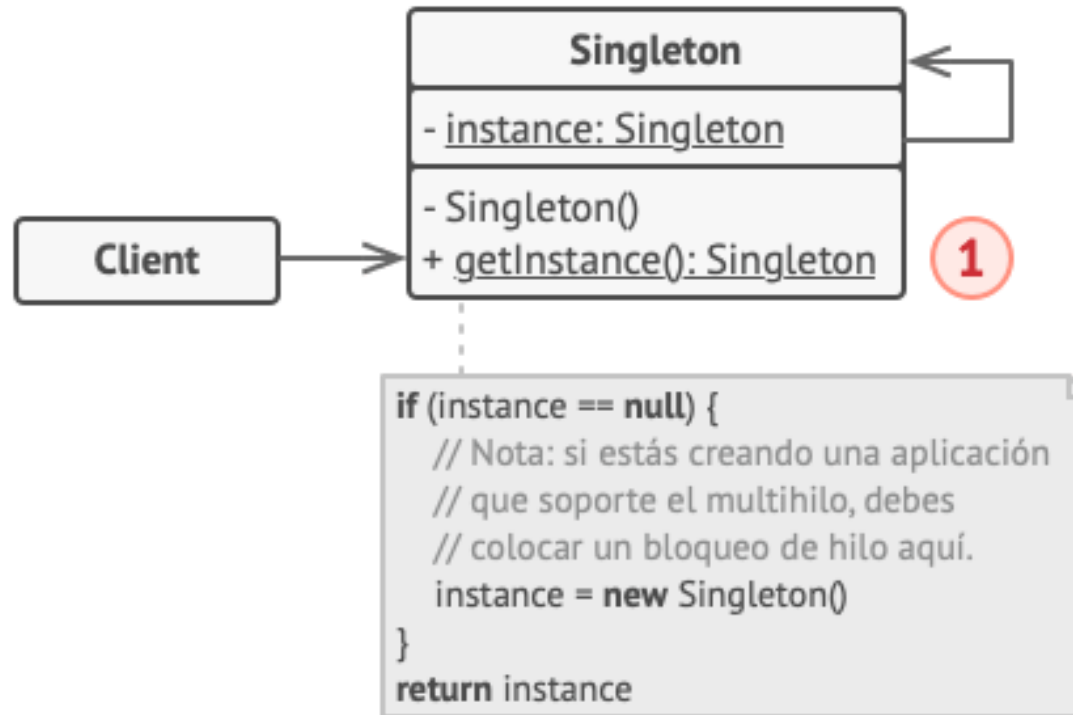 Singleton
- instance: Singleton
- Singleton()
+ getInstance(): Singleton
Client
1
if (instance == null) {
// Nota: si estás creando una aplicación
// que soporte el multihilo, debes
// colocar un bloqueo de hilo aquí.
instance = new Singleton()
}
return instance